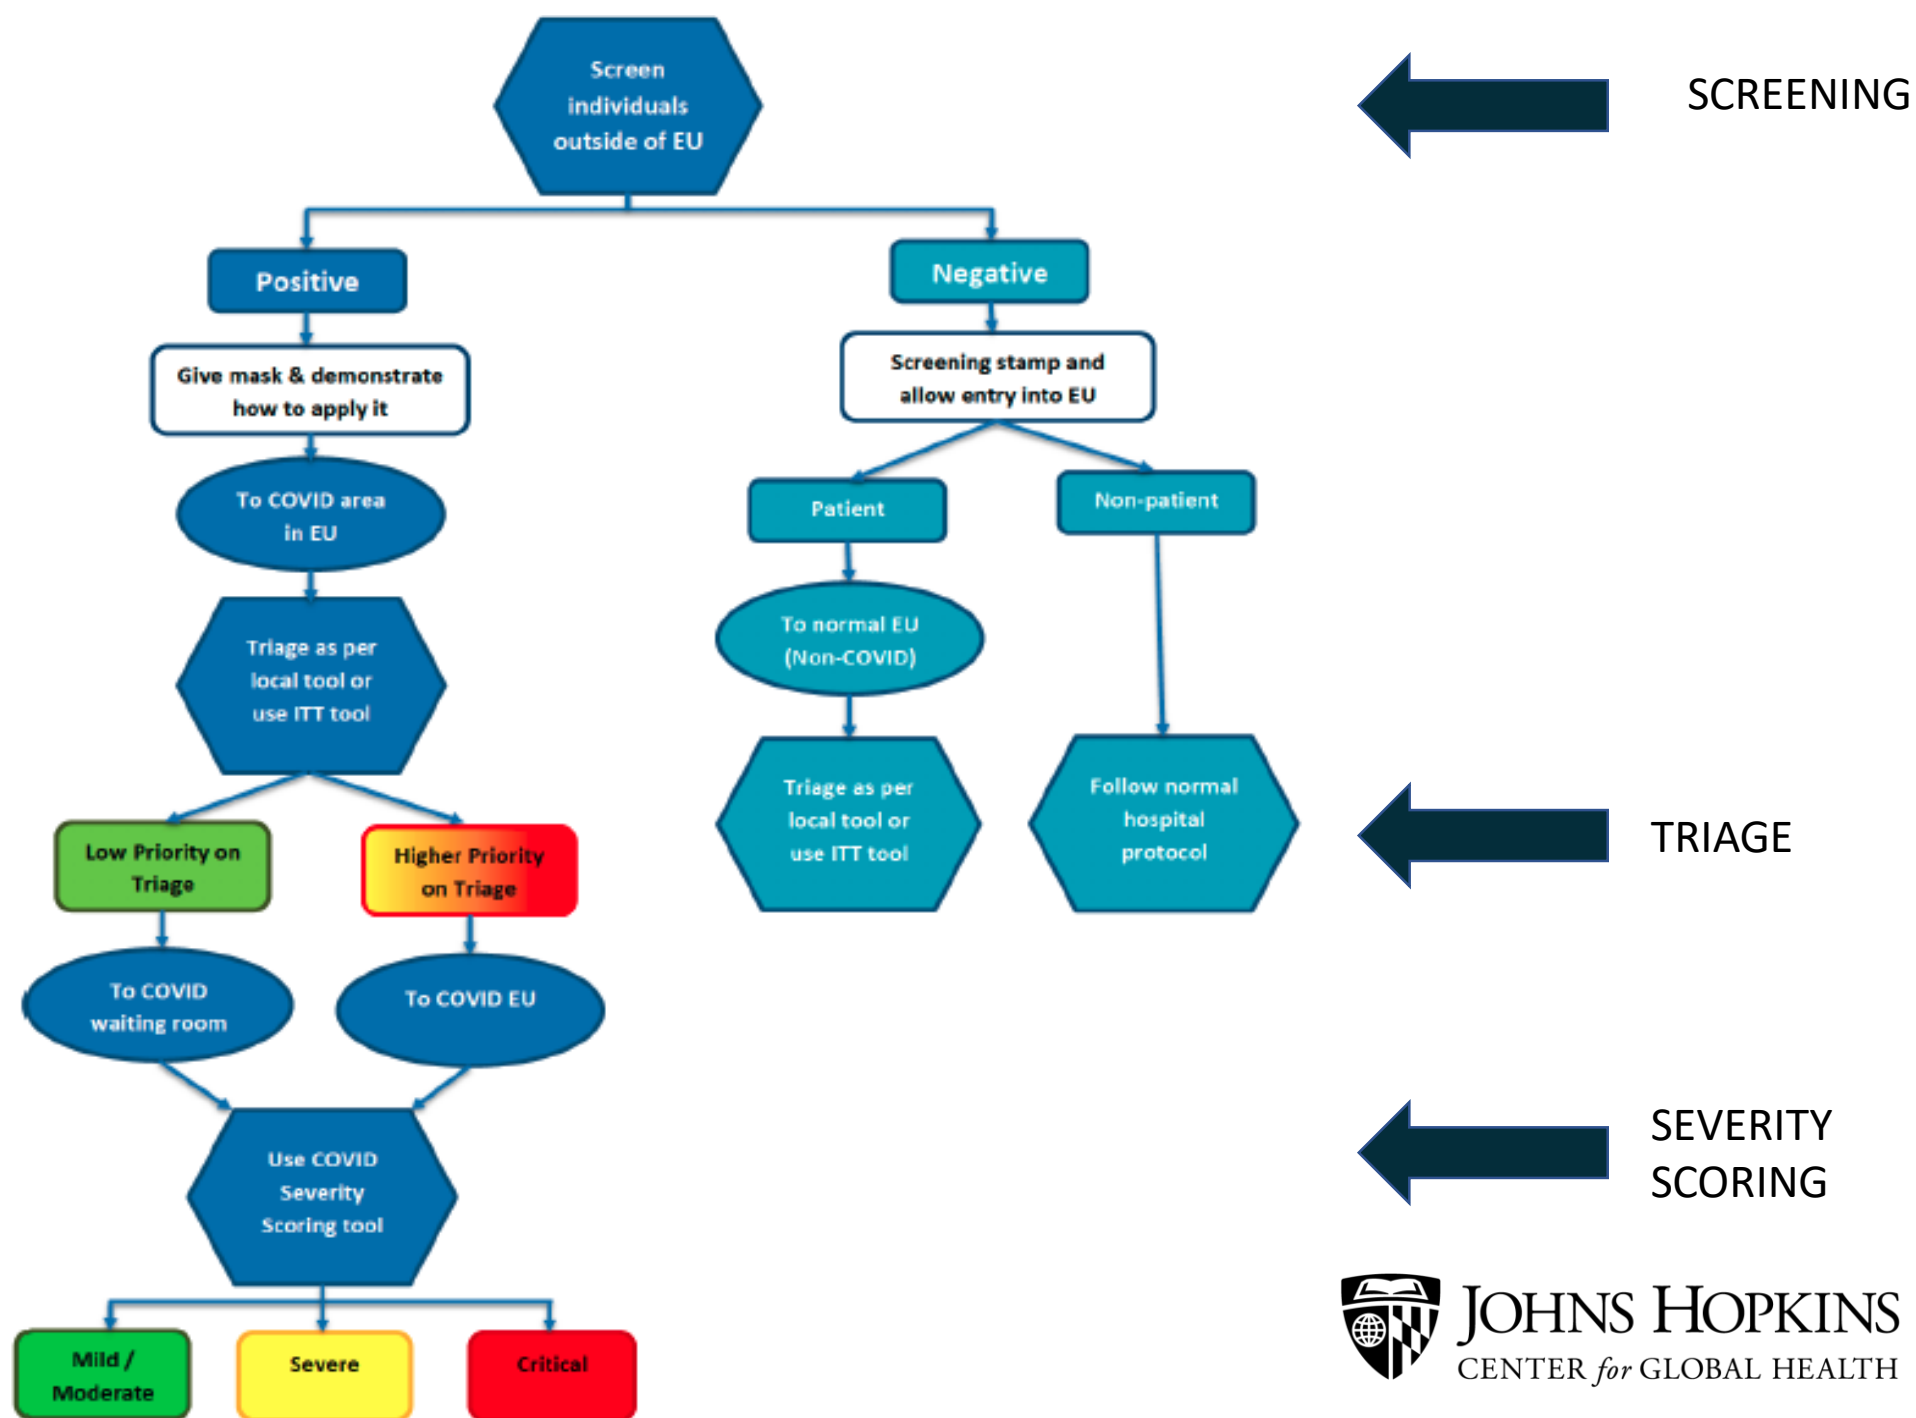 Screen
individuals
outside of EU
SCREENING
Positive
Negative
Give mask & demonstrate
how to apply it
Screening stamp and
allow entry into EU
To COVID area
in EU
Patient
Non-patient
To normal EU
(Non-COVID)
Triage as per
local tool or
use ITT tool
Triage as per
local tool or
use ITT tool
Follow normal
hospital
protocol
TRIAGE
Low Priority on
Triage
Higher Priority
on Triage
To COVID
waiting room
To COVID EU
Use COVID
Severity
Scoring tool
SEVERITY
SCORING
Mild /
Moderate
Severe
Critical
JOHNS HOPKINS
CENTER for GLOBAL HEALTH